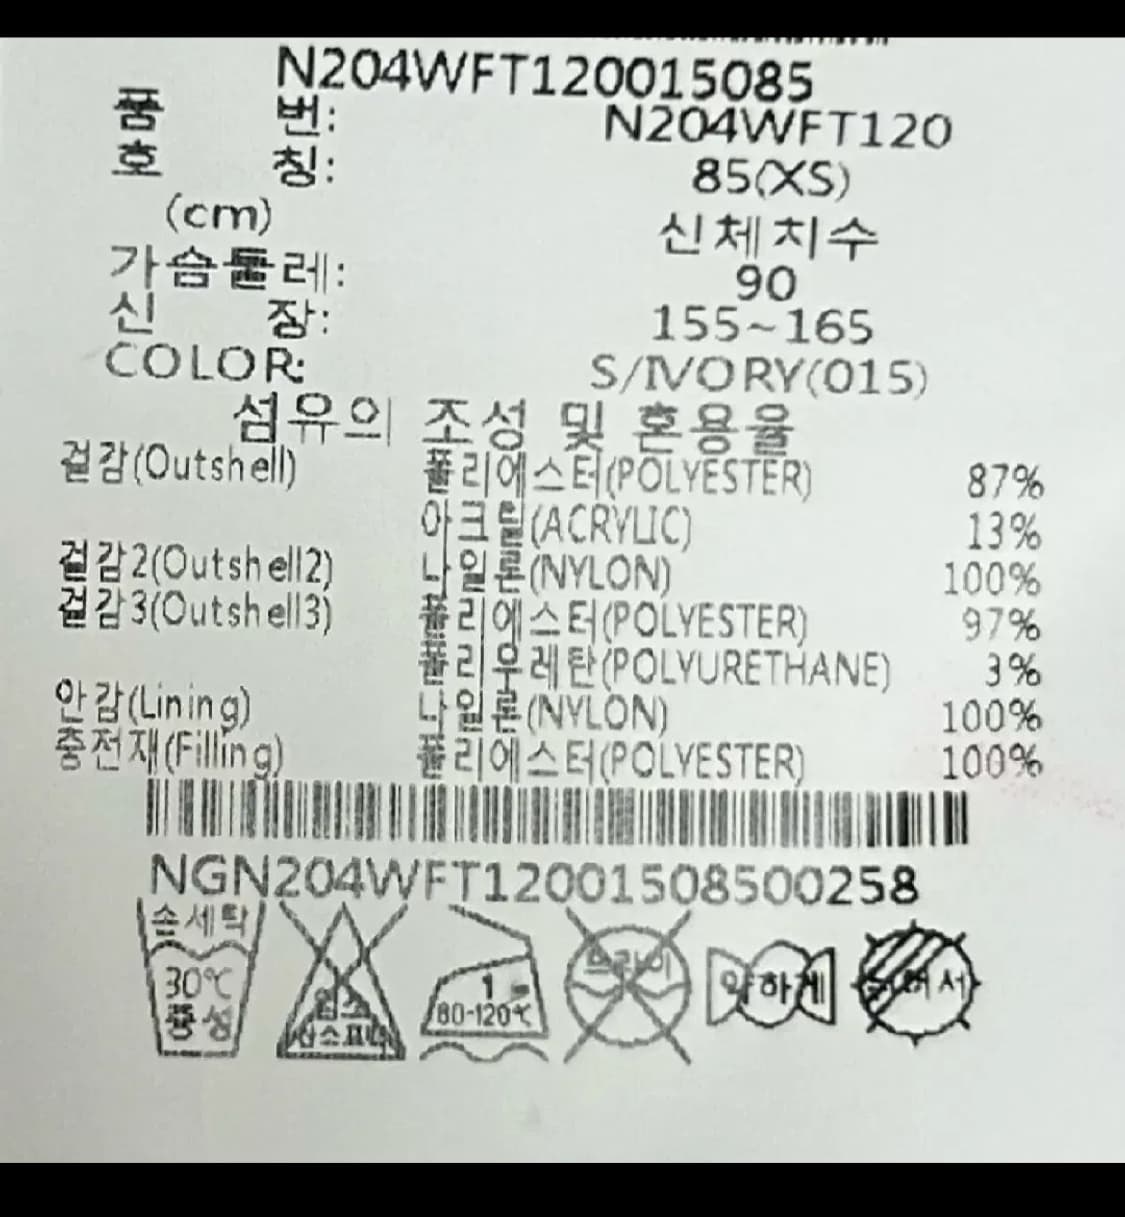 N204WFT120015085
품 번: N204WFT120
호 칭: 85(XS)
(cm) 신체치수
가슴둘레: 90
신 장: 155~165
COLOR: S/IVORY(015)
섬유의 조성 및 혼용율
겉감(Outshell) 폴리에스터(POLYESTER) 87%
아크릴(ACRYLIC) 13%
겉감2(Outshell2) 나일론(NYLON) 100%
겉감3(Outshell3) 폴리에스터(POLYESTER) 97%
폴리우레탄(POLYURETHANE) 3%
안감(Lining) 나일론(NYLON) 100%
충전재(Filling) 폴리에스터(POLYESTER) 100%
NGN204WFT12001508500258
손세탁
30℃
중성
염소
산소표백
1
80-120℃
드라이
약하게
뉘어서